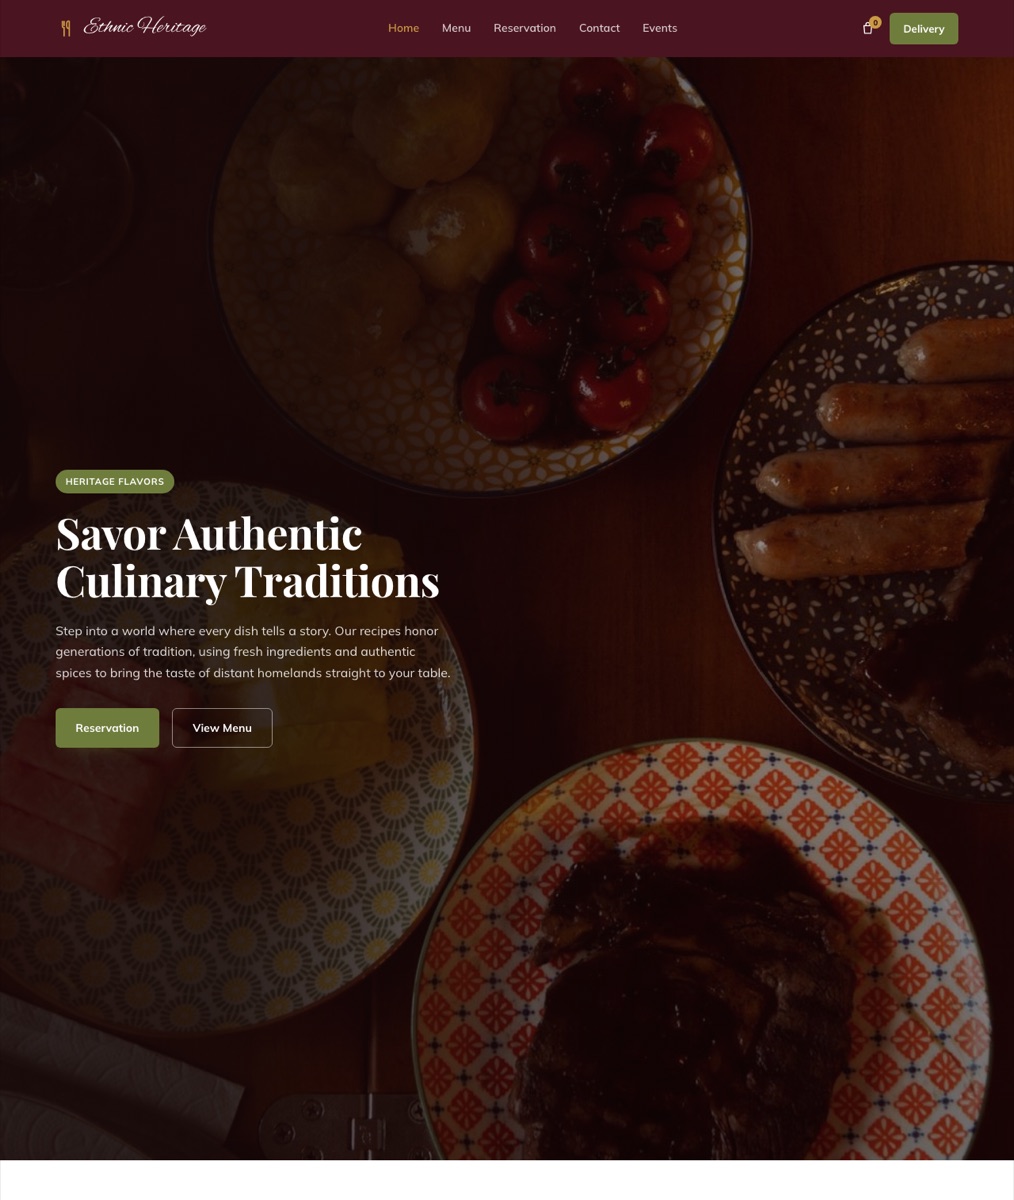 Ethnic Heritage
Home
Menu
Reservation
Contact
Events
0
Delivery
HERITAGE FLAVORS
Savor Authentic
Culinary Traditions
Step into a world where every dish tells a story. Our recipes honor
generations of tradition, using fresh ingredients and authentic
spices to bring the taste of distant homelands straight to your table.
Reservation
View Menu